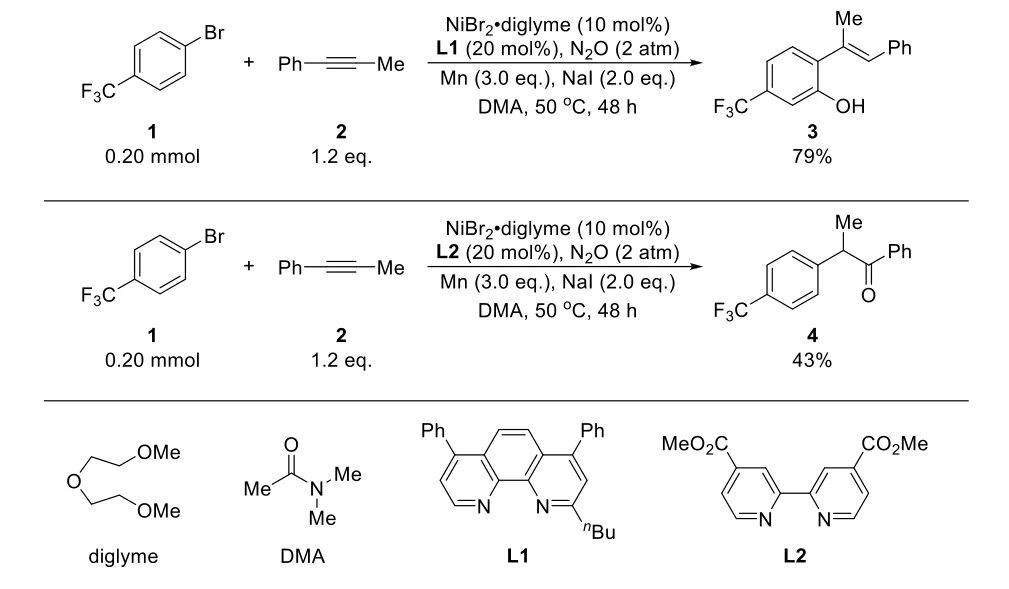 NiBr₂•diglyme (10 mol%)
L1 (20 mol%), N₂O (2 atm)
Mn (3.0 eq.), NaI (2.0 eq.)
DMA, 50 ºC, 48 h
Br
F₃C
+
Ph
Me
Me
Ph
F₃C
OH
1
2
3
0.20 mmol
1.2 eq.
79%
NiBr₂•diglyme (10 mol%)
L2 (20 mol%), N₂O (2 atm)
Mn (3.0 eq.), NaI (2.0 eq.)
DMA, 50 ºC, 48 h
Br
F₃C
+
Ph
Me
Me
Ph
O
F₃C
1
2
4
0.20 mmol
1.2 eq.
43%
OMe
O
OMe
diglyme
O
Me
N
Me
Me
DMA
Ph
Ph
N
N
ⁿBu
L1
MeO₂C
CO₂Me
N
N
L2